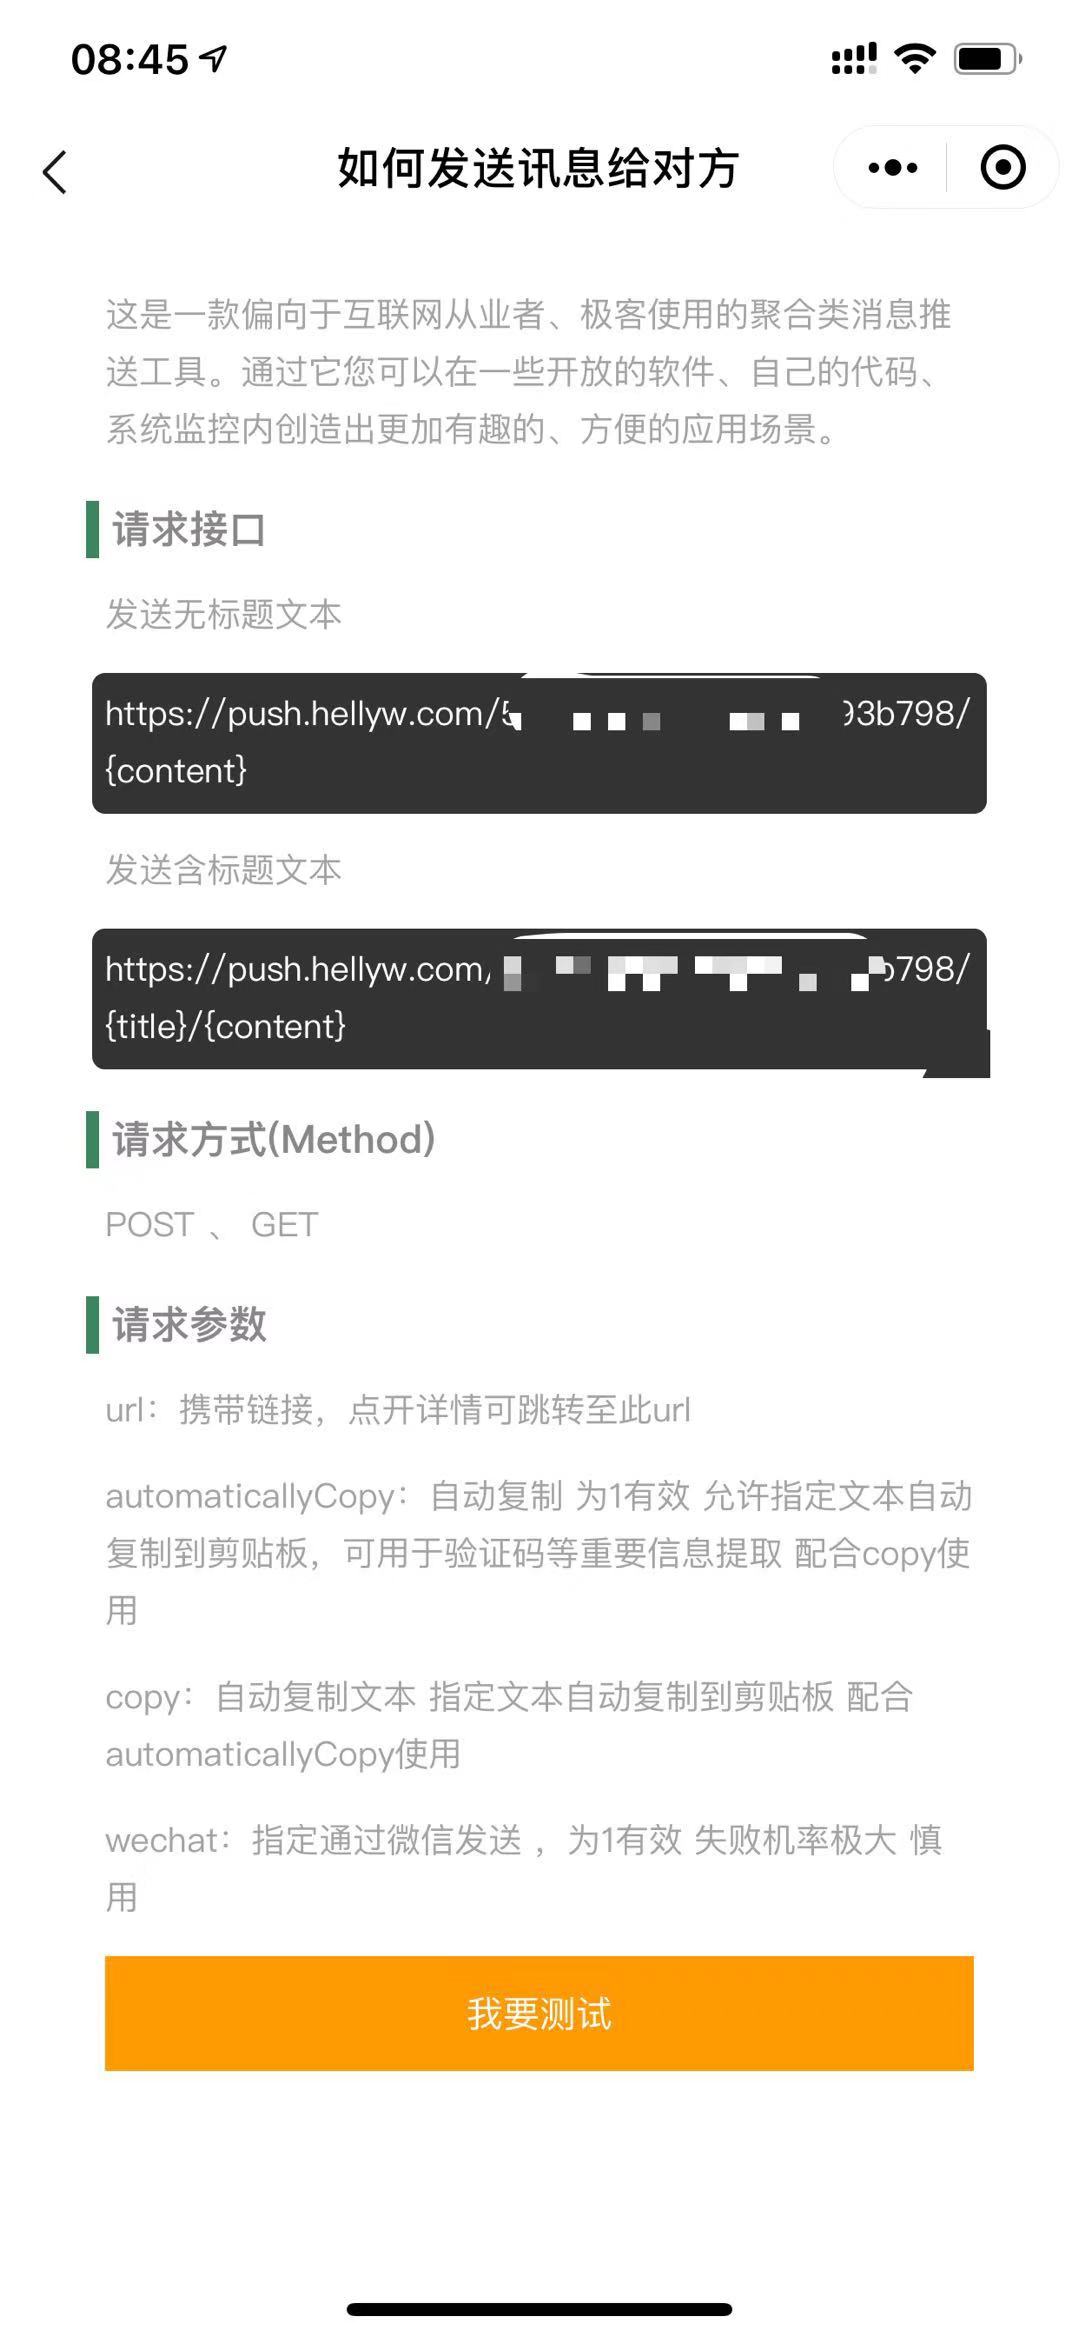 08:45
如何发送讯息给对方
这是一款偏向于互联网从业者、极客使用的聚合类消息推
送工具。通过它您可以在一些开放的软件、自己的代码、
系统监控内创造出更加有趣的、方便的应用场景。
请求接口
发送无标题文本
https://push.hellyw.com/5 93b798/
{content}
发送含标题文本
https://push.hellyw.com/ b798/
{title}/{content}
请求方式(Method)
POST 、 GET
请求参数
url：携带链接，点开详情可跳转至此url
automaticallyCopy：自动复制 为1有效 允许指定文本自动
复制到剪贴板，可用于验证码等重要信息提取 配合copy使
用
copy：自动复制文本 指定文本自动复制到剪贴板 配合
automaticallyCopy使用
wechat：指定通过微信发送 ，为1有效 失败机率极大 慎
用
我要测试